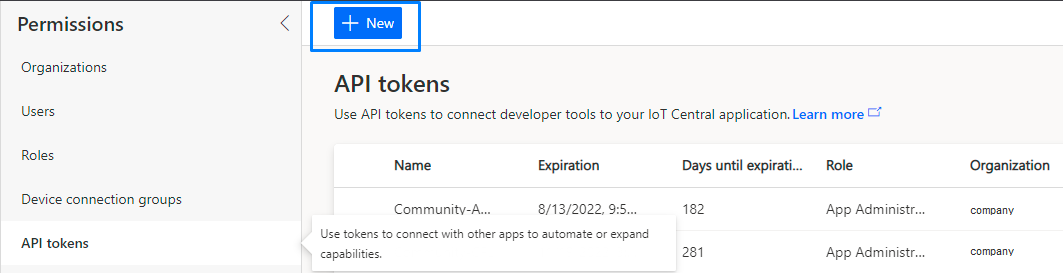 Permissions
New
Organizations
Users
Roles
Device connection groups
API tokens
API tokens
Use API tokens to connect developer tools to your IoT Central application. Learn more
Name Expiration Days until expirati... Role Organization
Community-A... 8/13/2022, 9:5... 182 App Administr... company
281 App Administr... company
Use tokens to connect with other apps to automate or expand
capabilities.